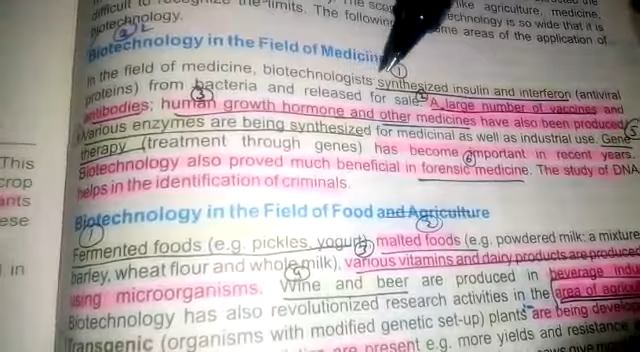 difficult to recognize the limits. The following
like agriculture, medicine,
technology is so wide that it is
biotechnology. some areas of the application of
Biotechnology in the Field of Medicine
In the field of medicine, biotechnologists synthesized insulin and interferon (antiviral
proteins) from bacteria and released for sale. A large number of vaccines and
antibodies; human growth hormone and other medicines have also been produced
Various enzymes are being synthesized for medicinal as well as industrial use. Gene
therapy (treatment through genes) has become important in recent years.
Biotechnology also proved much beneficial in forensic medicine. The study of DNA
helps in the identification of criminals.
Biotechnology in the Field of Food and Agriculture
Fermented foods (e.g. pickles, yogurt), malted foods (e.g. powdered milk: a mixture
barley, wheat flour and whole milk), various vitamins and dairy products are produced
using microorganisms. Wine and beer are produced in beverage
Biotechnology has also revolutionized research activities in the area of
Transgenic (organisms with modified genetic set-up) plants are being
are present e.g. more yields and resistance
This
crop
ants
ese
in